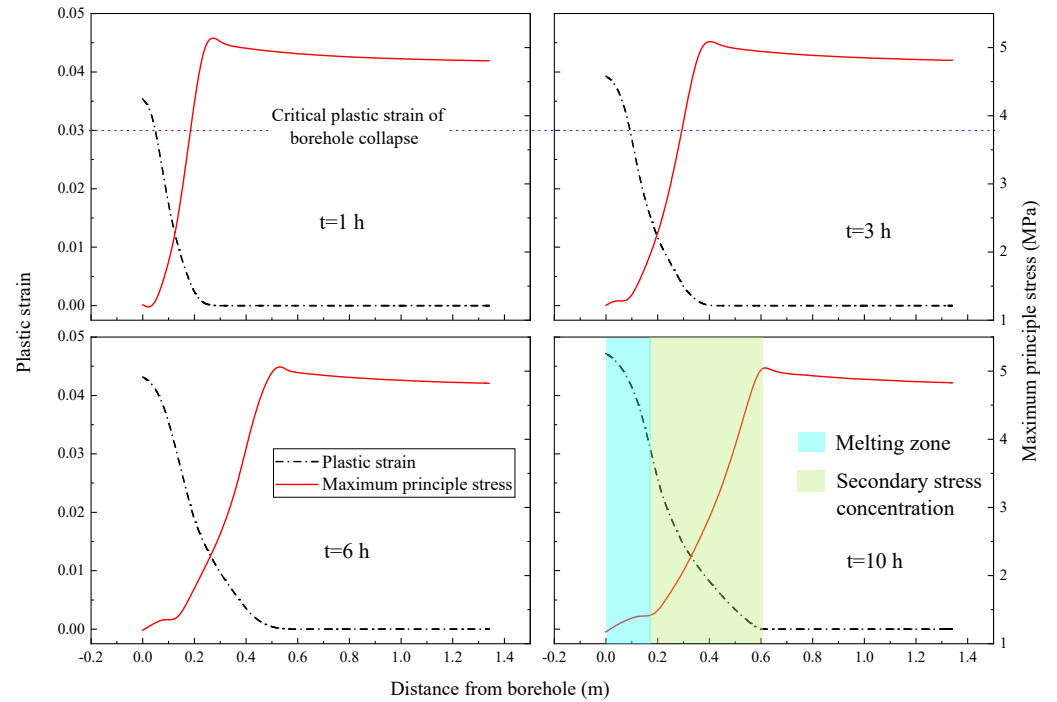 0.05
0.04
0.03
0.02
0.01
0.00
Critical plastic strain of
borehole collapse
t=1 h
t=3 h
5
4
3
2
1
Plastic strain
Maximum principle stress (MPa)
0.05
0.04
0.03
0.02
0.01
0.00
Plastic strain
Maximum principle stress
t=6 h
Melting zone
Secondary stress
concentration
t=10 h
5
4
3
2
1
-0.2 0.0 0.2 0.4 0.6 0.8 1.0 1.2 1.4
-0.2 0.0 0.2 0.4 0.6 0.8 1.0 1.2 1.4
Distance from borehole (m)